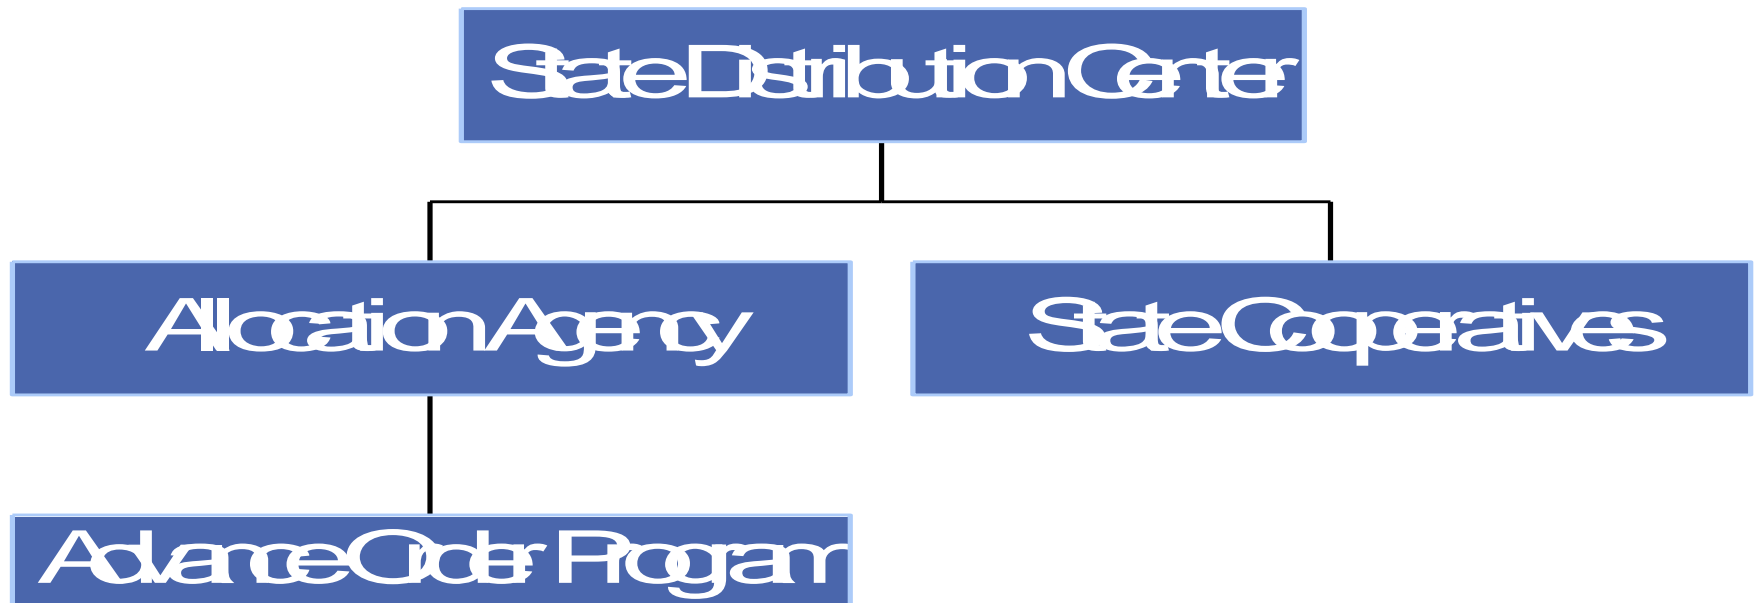 State Distribution Center
Allocation Agency
State Cooperatives
Advance Order Program